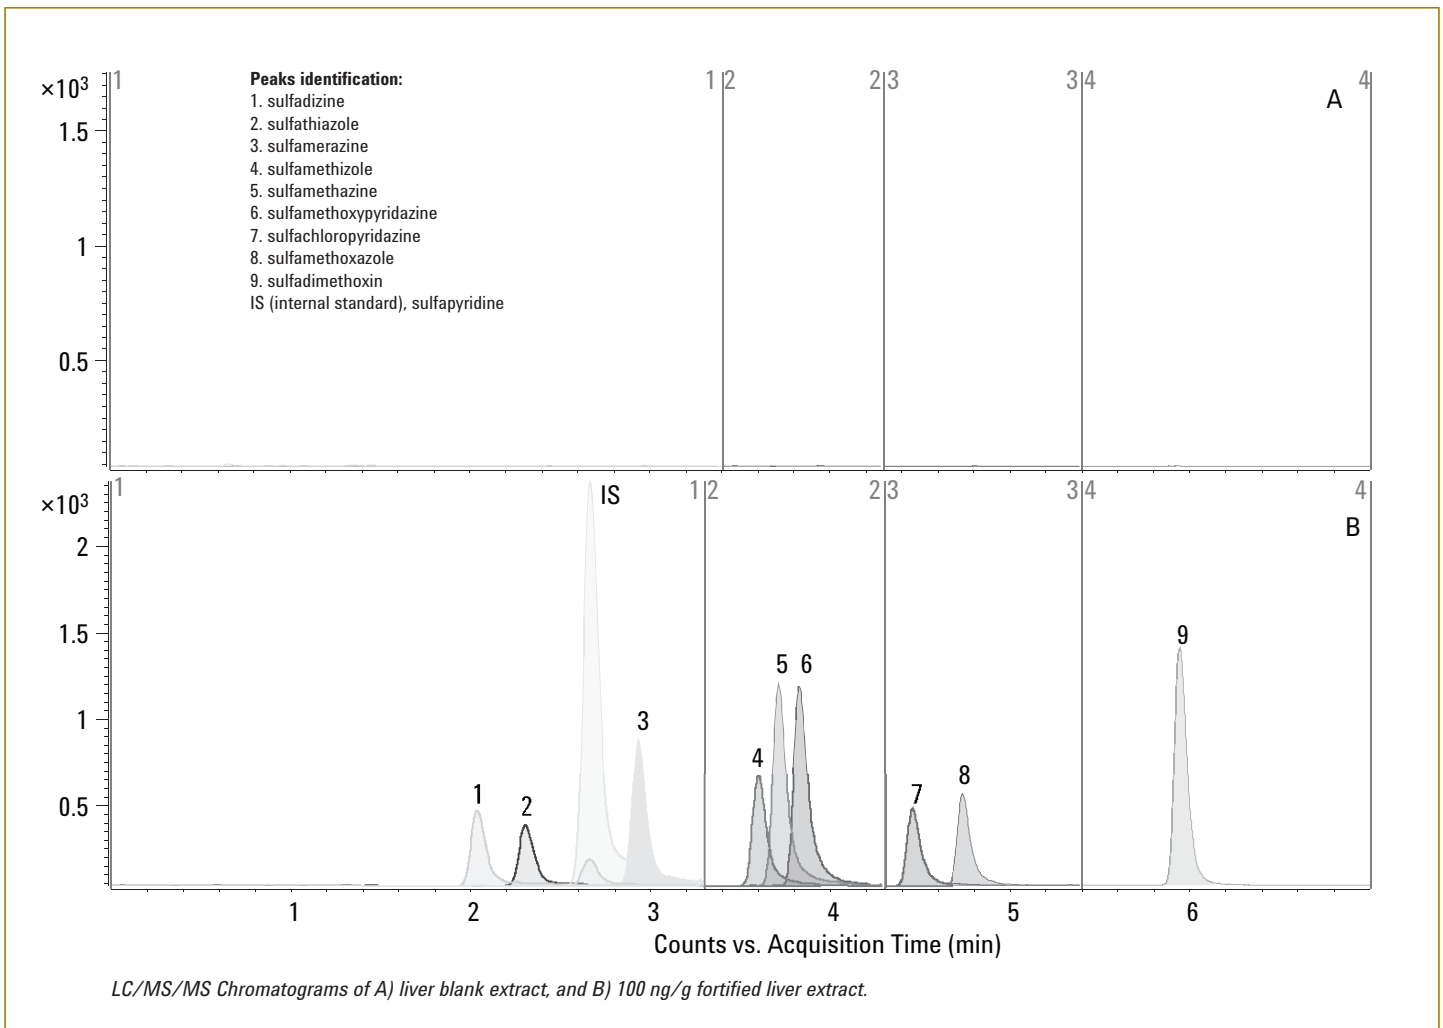 ×10³
1
1 2
2 3
3 4
4
A
1.5
1
0.5
Peaks identification:
1. sulfadizine
2. sulfathiazole
3. sulfamerazine
4. sulfamethizole
5. sulfamethazine
6. sulfamethoxypyridazine
7. sulfachloropyridazine
8. sulfamethoxazole
9. sulfadimethoxin
IS (internal standard), sulfapyridine
×10³
1
IS
1 2
2 3
3 4
4
B
2
1.5
1
0.5
1
2
3
4
5 6
7
8
9
1 2 3 4 5 6
Counts vs. Acquisition Time (min)
LC/MS/MS Chromatograms of A) liver blank extract, and B) 100 ng/g fortified liver extract.